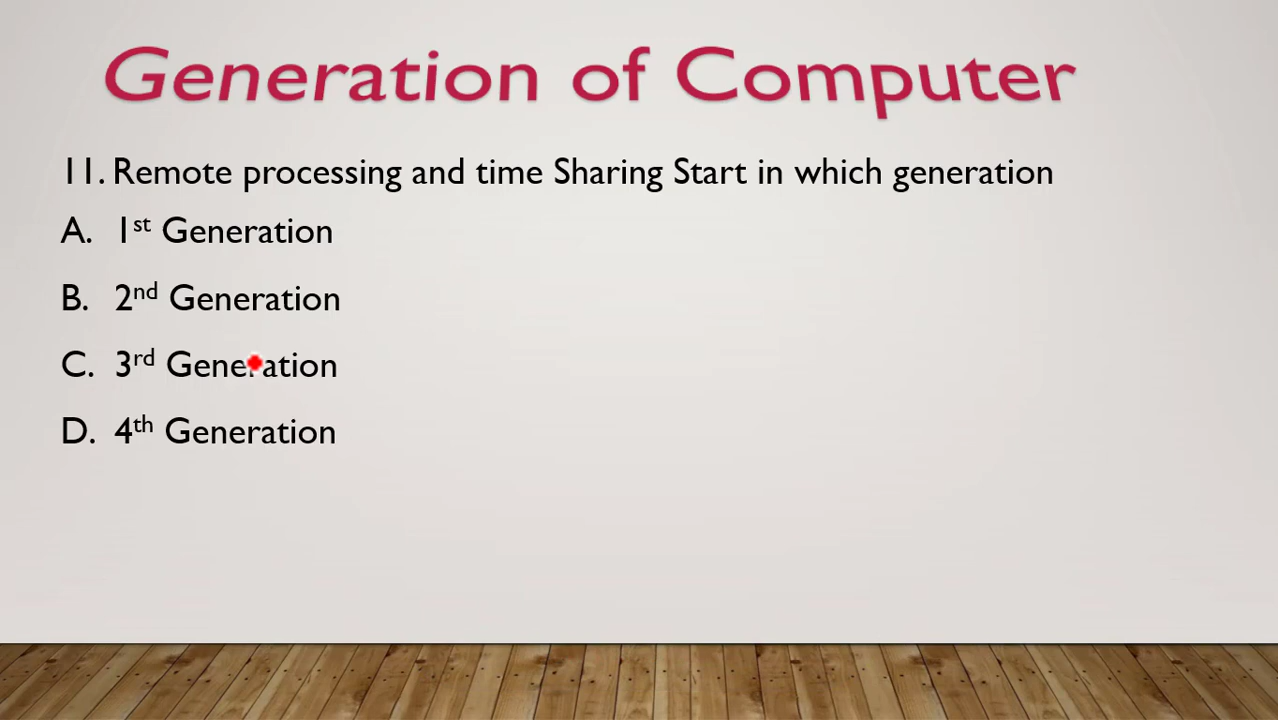 Generation of Computer
11. Remote processing and time Sharing Start in which generation
A. 1st Generation
B. 2nd Generation
C. 3rd Generation
D. 4th Generation